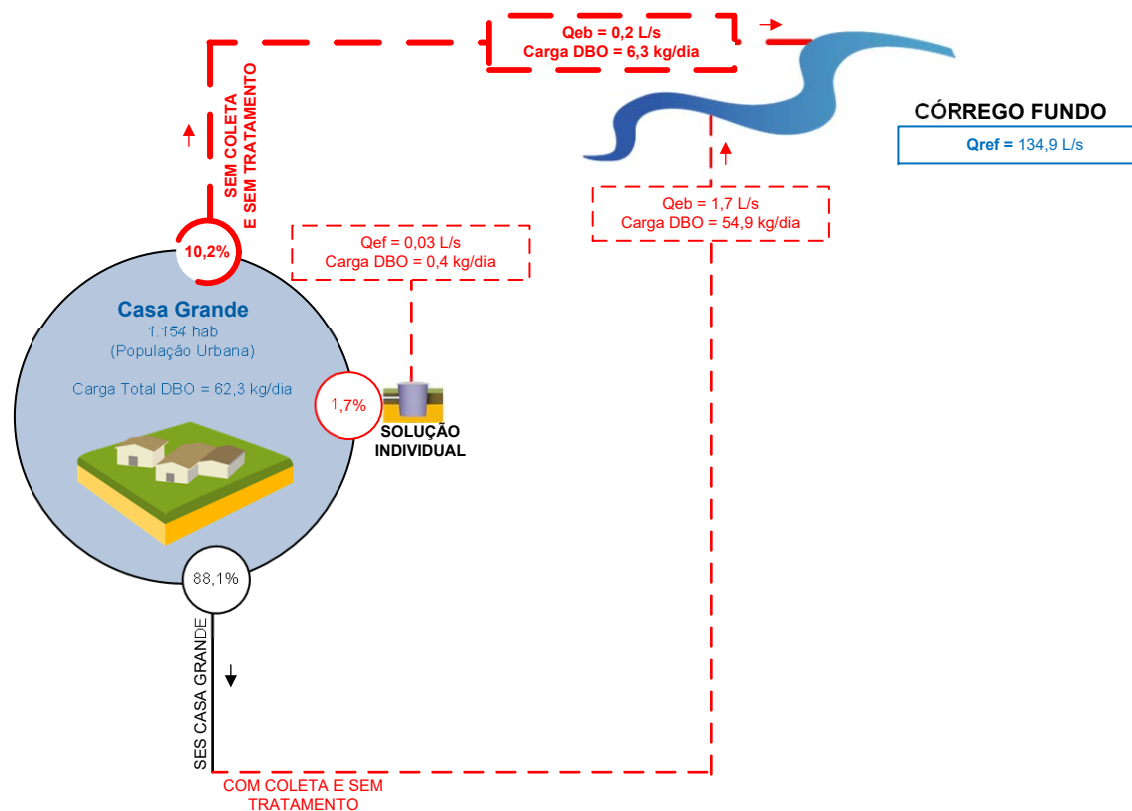 Qeb = 0,2 L/s
Carga DBO = 6,3 kg/dia
SEM COLETA
E SEM TRATAMENTO
CÓRREGO FUNDO
Qref = 134,9 L/s
Qeb = 1,7 L/s
Carga DBO = 54,9 kg/dia
10,2%
Qef = 0,03 L/s
Carga DBO = 0,4 kg/dia
Casa Grande
1.154 hab
(População Urbana)
Carga Total DBO = 62,3 kg/dia
1,7%
SOLUÇÃO
INDIVIDUAL
88,1%
SES CASA GRANDE
COM COLETA E SEM
TRATAMENTO